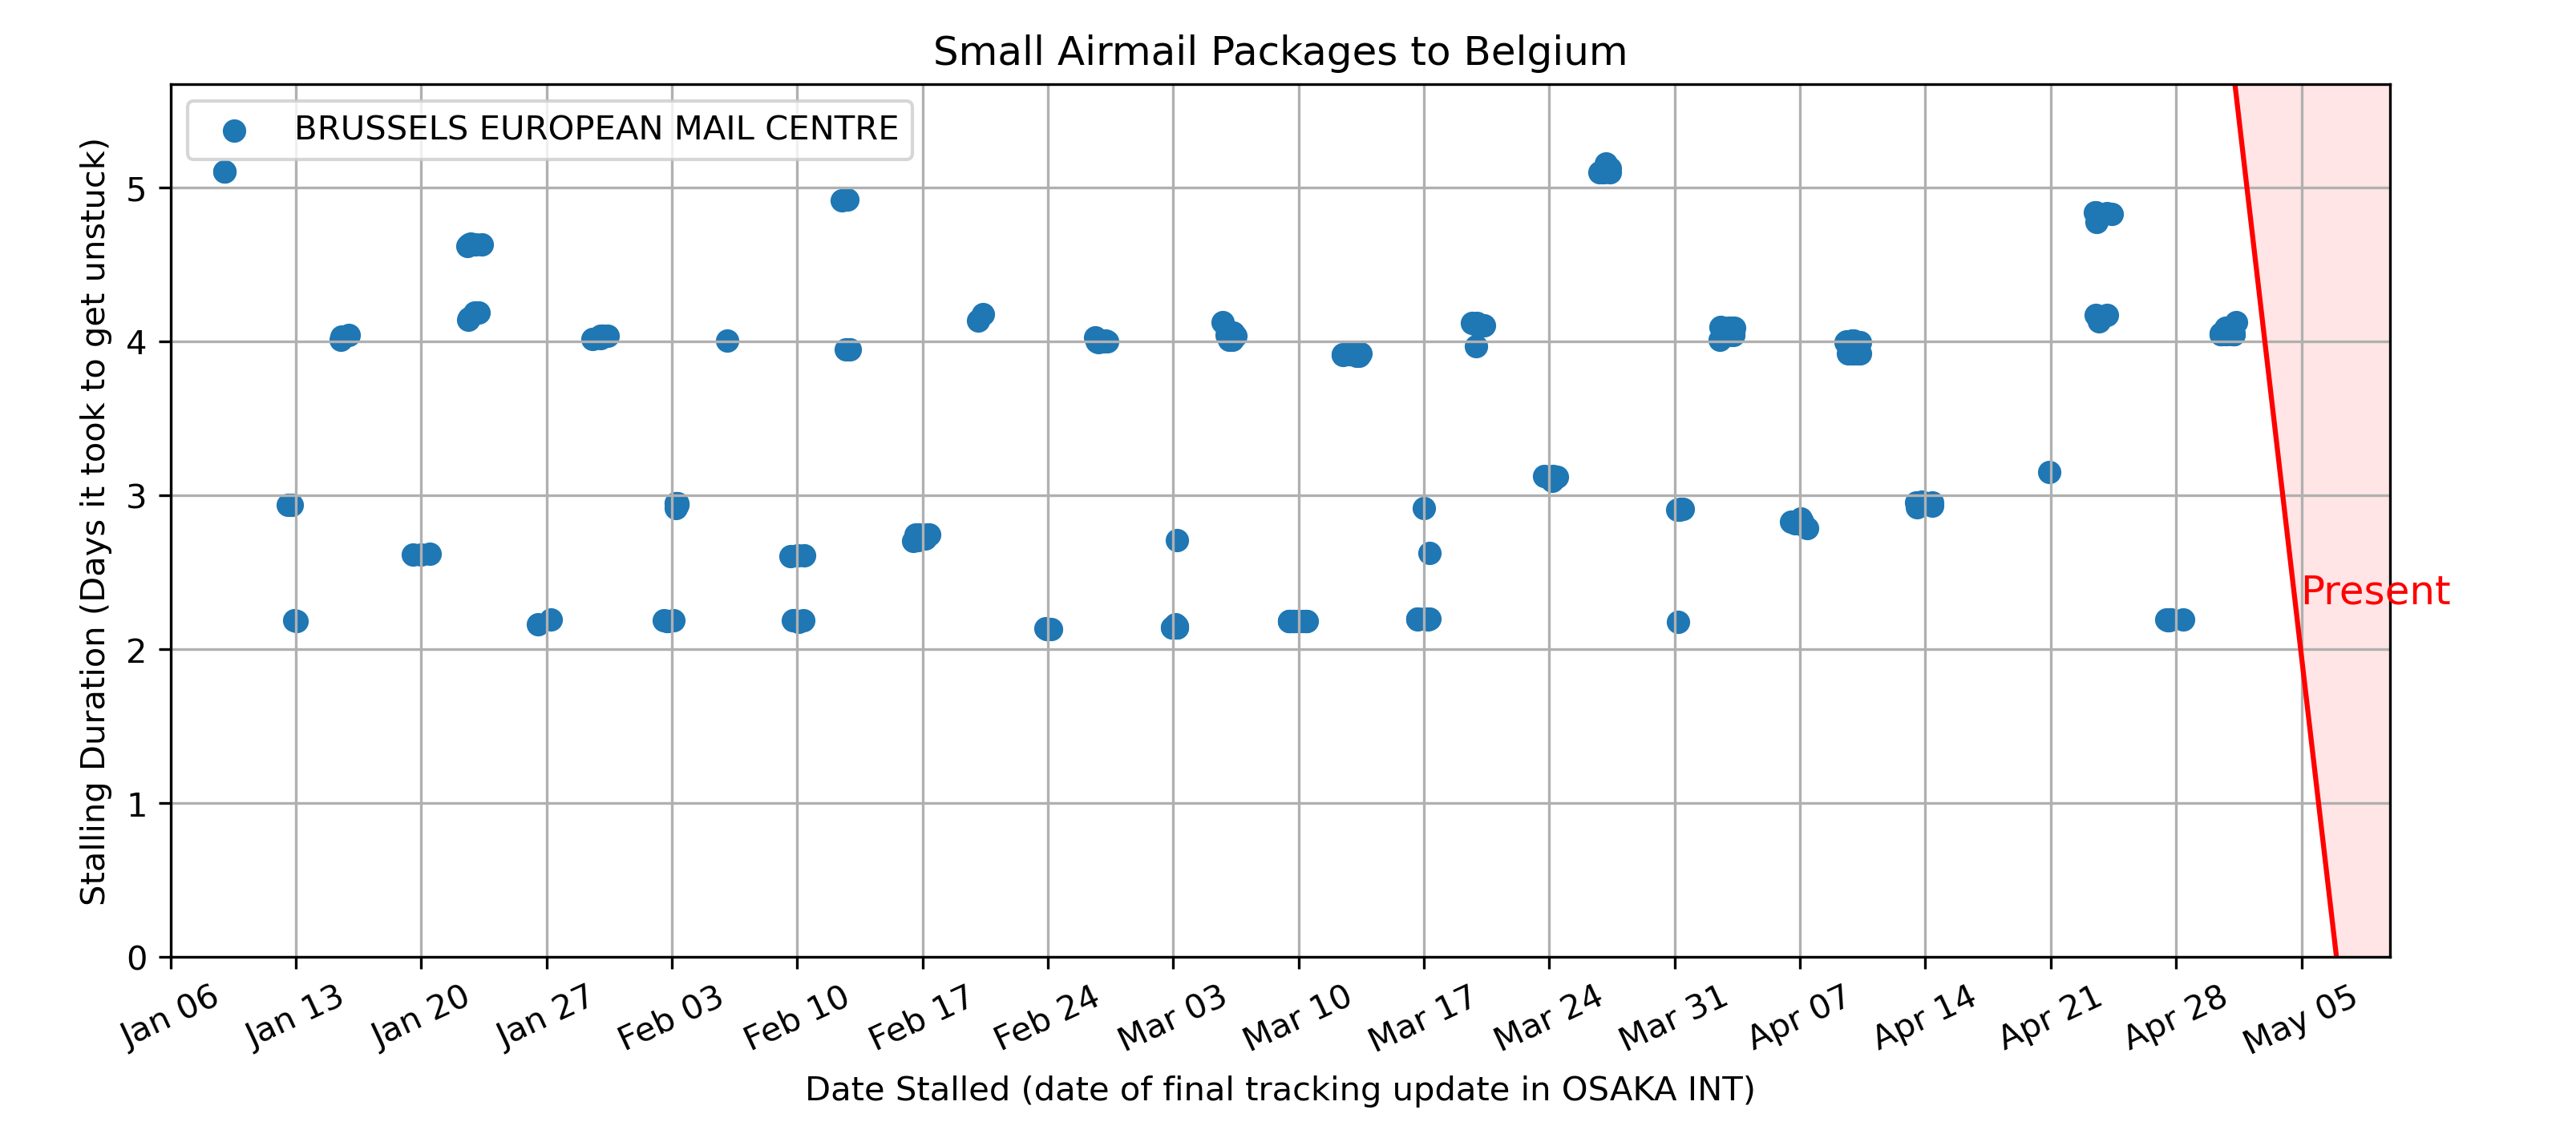 Small Airmail Packages to Belgium
BRUSSELS EUROPEAN MAIL CENTRE
Stalling Duration (Days it took to get unstuck)
5
4
3
2
1
0
Present
Jan 06
Jan 13
Jan 20
Jan 27
Feb 03
Feb 10
Feb 17
Feb 24
Mar 03
Mar 10
Mar 17
Mar 24
Mar 31
Apr 07
Apr 14
Apr 21
Apr 28
May 05
Date Stalled (date of final tracking update in OSAKA INT)